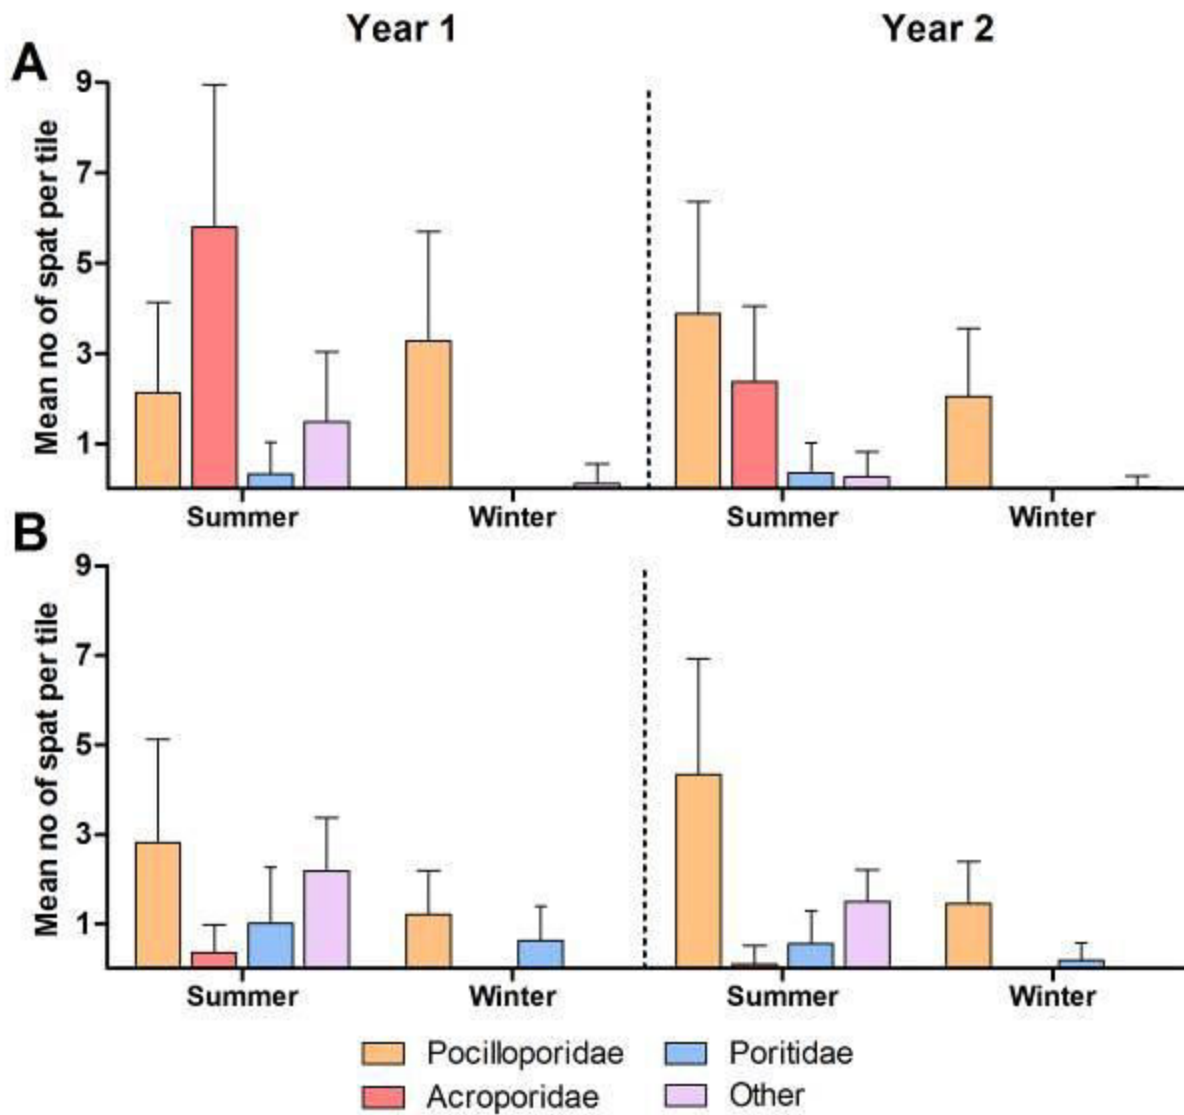 Year 1 Year 2
A
Mean no of spat per tile
9
7
5
3
1
Summer Winter Summer Winter
B
Mean no of spat per tile
9
7
5
3
1
Summer Winter Summer Winter
Pocilloporidae Poritidae
Acroporidae Other